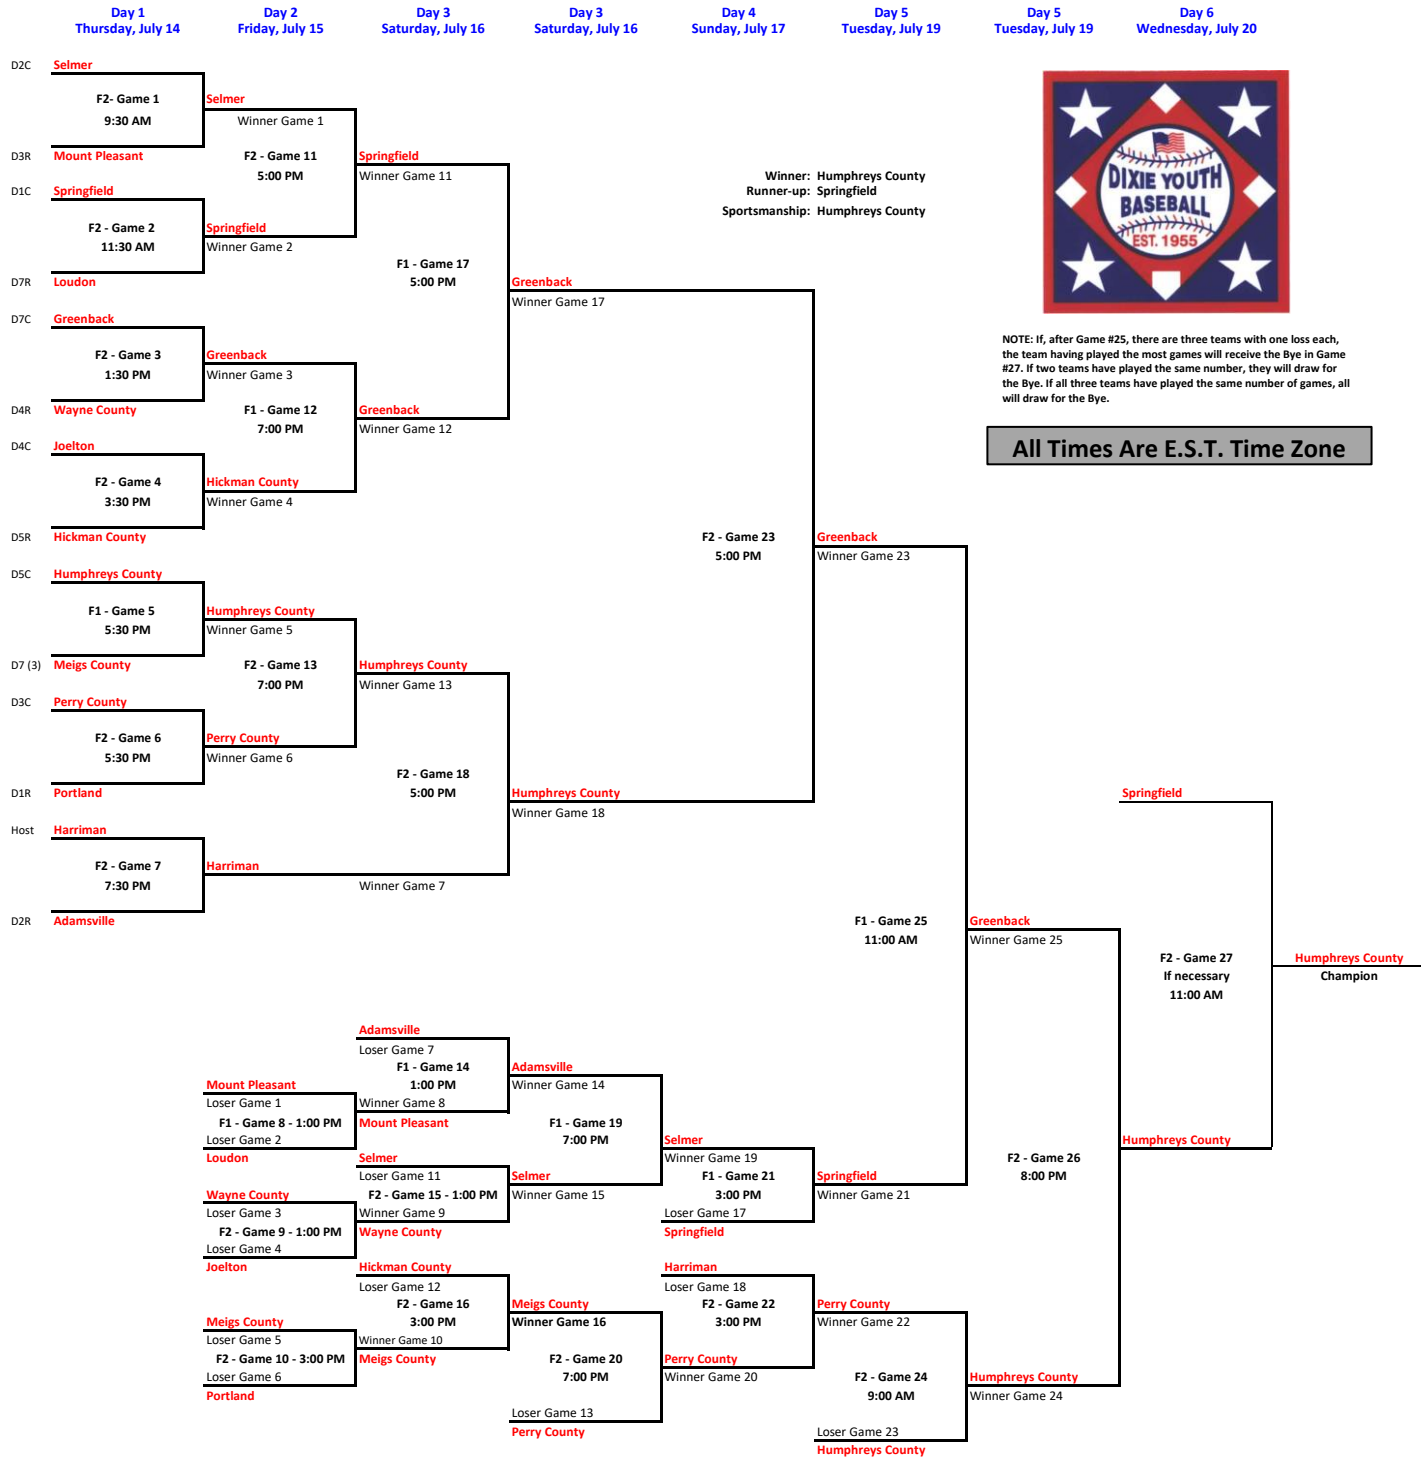 Day 1 Day 2 Day 3 Day 3 Day 4 Day 5 Day 5 Day 6
Thursday, July 14 Friday, July 15 Saturday, July 16 Saturday, July 16 Sunday, July 17 Tuesday, July 19 Tuesday, July 19 Wednesday, July 20
D2C Selmer
F2- Game 1 Selmer
9:30 AM Winner Game 1
D3R Mount Pleasant F2 - Game 11 Springfield
5:00 PM Winner Game 11
D1C Springfield
F2 - Game 2 Springfield
11:30 AM Winner Game 2
F1 - Game 17
D7R Loudon 5:00 PM Greenback
Winner Game 17
Winner: Humphreys County
Runner-up: Springfield
Sportsmanship: Humphreys County
DIXIE YOUTH
BASEBALL
EST. 1955
D7C Greenback
F2 - Game 3 Greenback
1:30 PM Winner Game 3
D4R Wayne County F1 - Game 12 Greenback
7:00 PM Winner Game 12
D4C Joelton
F2 - Game 4 Hickman County
3:30 PM Winner Game 4
NOTE: If, after Game #25, there are three teams with one loss each,
the team having played the most games will receive the Bye in Game
#27. If two teams have played the same number, they will draw for
the Bye. If all three teams have played the same number of games, all
will draw for the Bye.
All Times Are E.S.T. Time Zone
D5R Hickman County F2 - Game 23 Greenback
5:00 PM Winner Game 23
D5C Humphreys County
F1 - Game 5 Humphreys County
5:30 PM Winner Game 5
D7 (3) Meigs County F2 - Game 13 Humphreys County
7:00 PM Winner Game 13
D3C Perry County
F2 - Game 6 Perry County
5:30 PM Winner Game 6
F2 - Game 18
D1R Portland 5:00 PM Humphreys County Springfield
Winner Game 18
Host Harriman
F2 - Game 7 Harriman
7:30 PM Winner Game 7
D2R Adamsville F1 - Game 25 Greenback
11:00 AM Winner Game 25
F2 - Game 27 Humphreys County
If necessary Champion
11:00 AM
Adamsville
Loser Game 7
F1 - Game 14 Adamsville
Mount Pleasant 1:00 PM Winner Game 14
Loser Game 1 Winner Game 8
F1 - Game 8 - 1:00 PM Mount Pleasant F1 - Game 19
Loser Game 2 7:00 PM Selmer Humphreys County
Loudon Selmer Winner Game 19 F2 - Game 26
Loser Game 11 Selmer F1 - Game 21 Springfield 8:00 PM
Wayne County F2 - Game 15 - 1:00 PM Winner Game 15 3:00 PM Winner Game 21
Loser Game 3 Winner Game 9 Loser Game 17
F2 - Game 9 - 1:00 PM Wayne County Springfield
Loser Game 4
Joelton Hickman County Harriman
Loser Game 12 Loser Game 18
F2 - Game 16 Meigs County F2 - Game 22 Perry County
Meigs County 3:00 PM Winner Game 16 3:00 PM Winner Game 22
Loser Game 5 Winner Game 10
F2 - Game 10 - 3:00 PM Meigs County F2 - Game 20 Perry County
Loser Game 6 7:00 PM Winner Game 20 F2 - Game 24 Humphreys County
Portland 9:00 AM Winner Game 24
Loser Game 13
Perry County Loser Game 23
Humphreys County